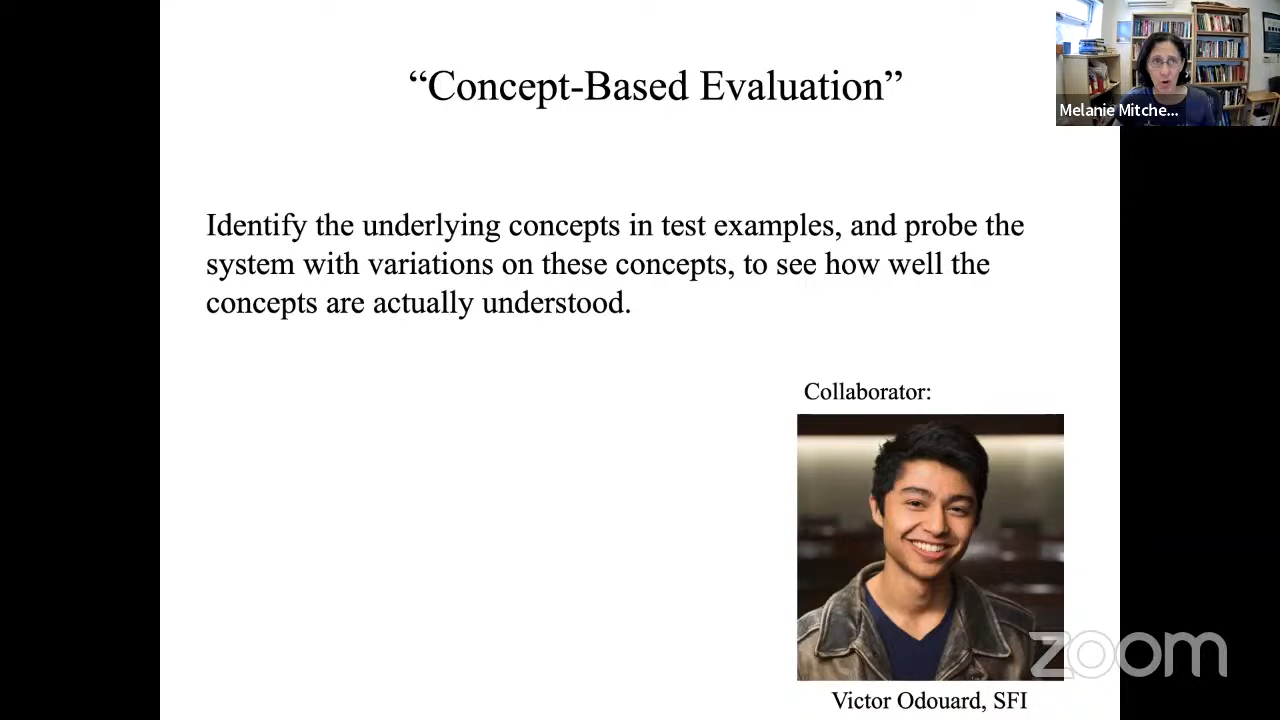 “Concept-Based Evaluation”
Melanie Mitche...
Identify the underlying concepts in test examples, and probe the
system with variations on these concepts, to see how well the
concepts are actually understood.
Collaborator:
zoom
Victor Odouard, SFI